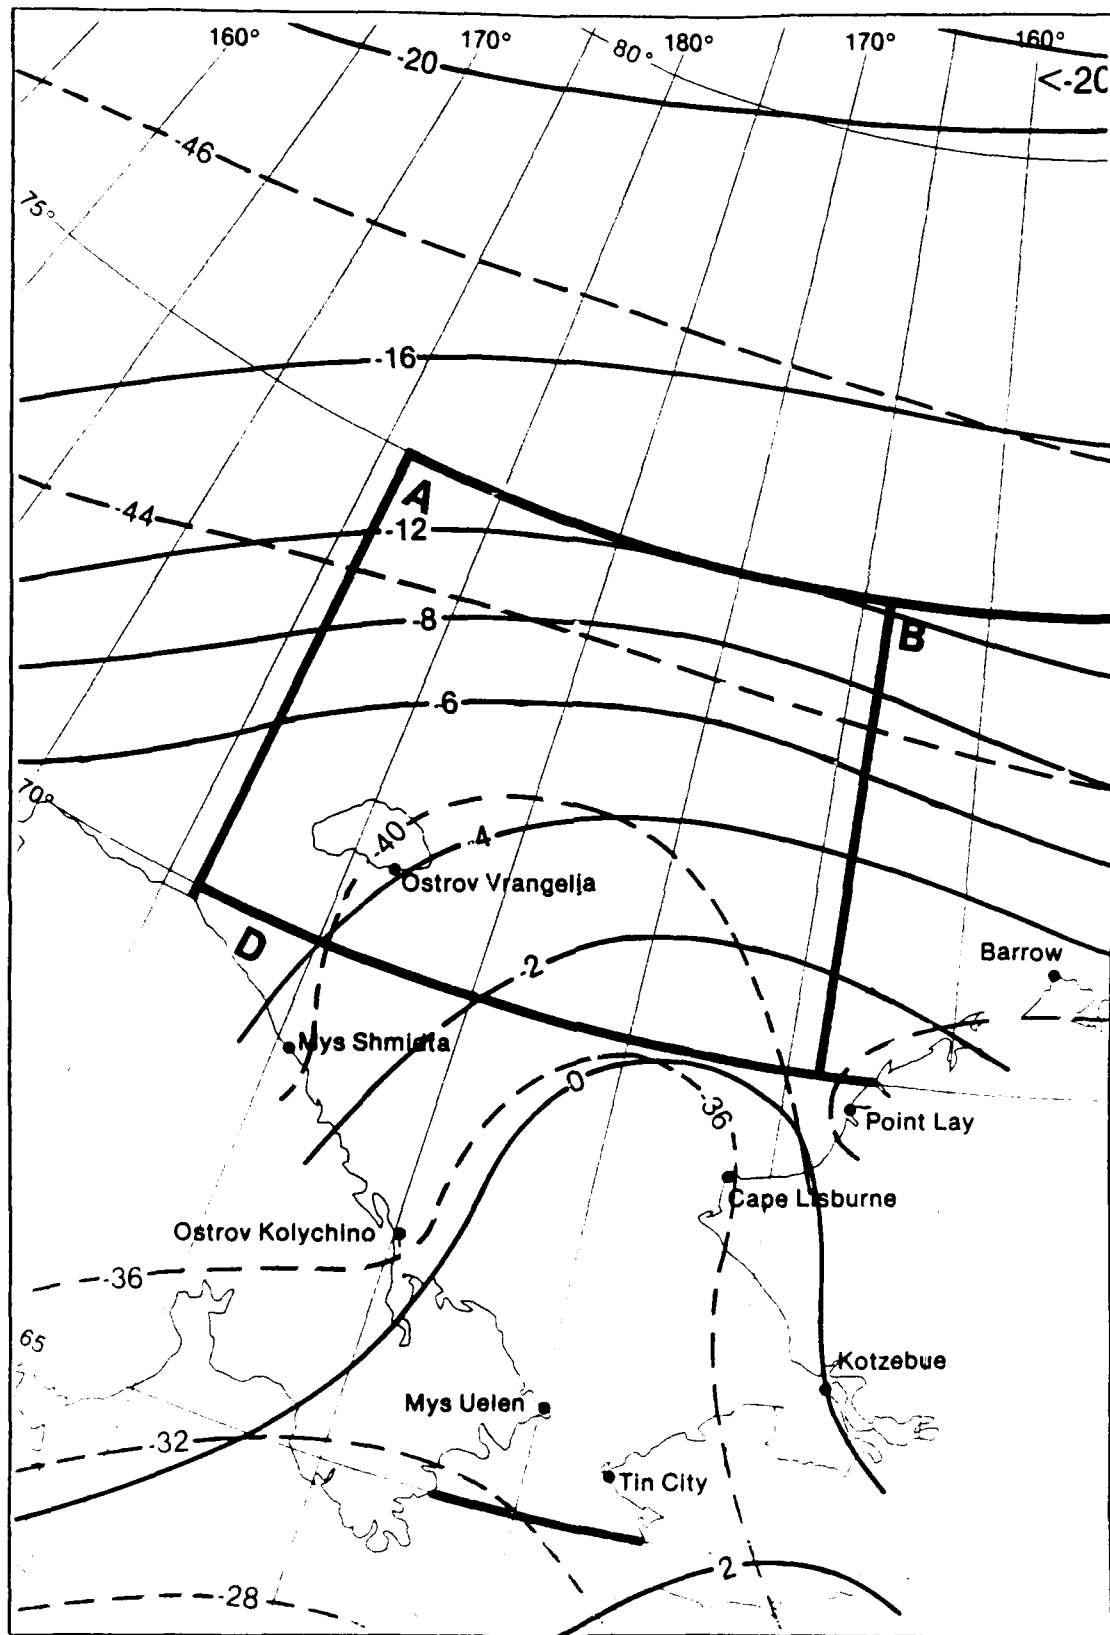 160° 170° 180° 170° 160°
80°
-20
<-20
-46
75°
-16
A
-44
-12
B
-8
-6
70°
-40
-4
Ostrov Vrangelja
D
Barrow
-2
Mys Shmidta
0
-36
Point Lay
Cape Lisburne
Ostrov Kolychino
-36
65
Kotzebue
Mys Uelen
-32
Tin City
2
-28